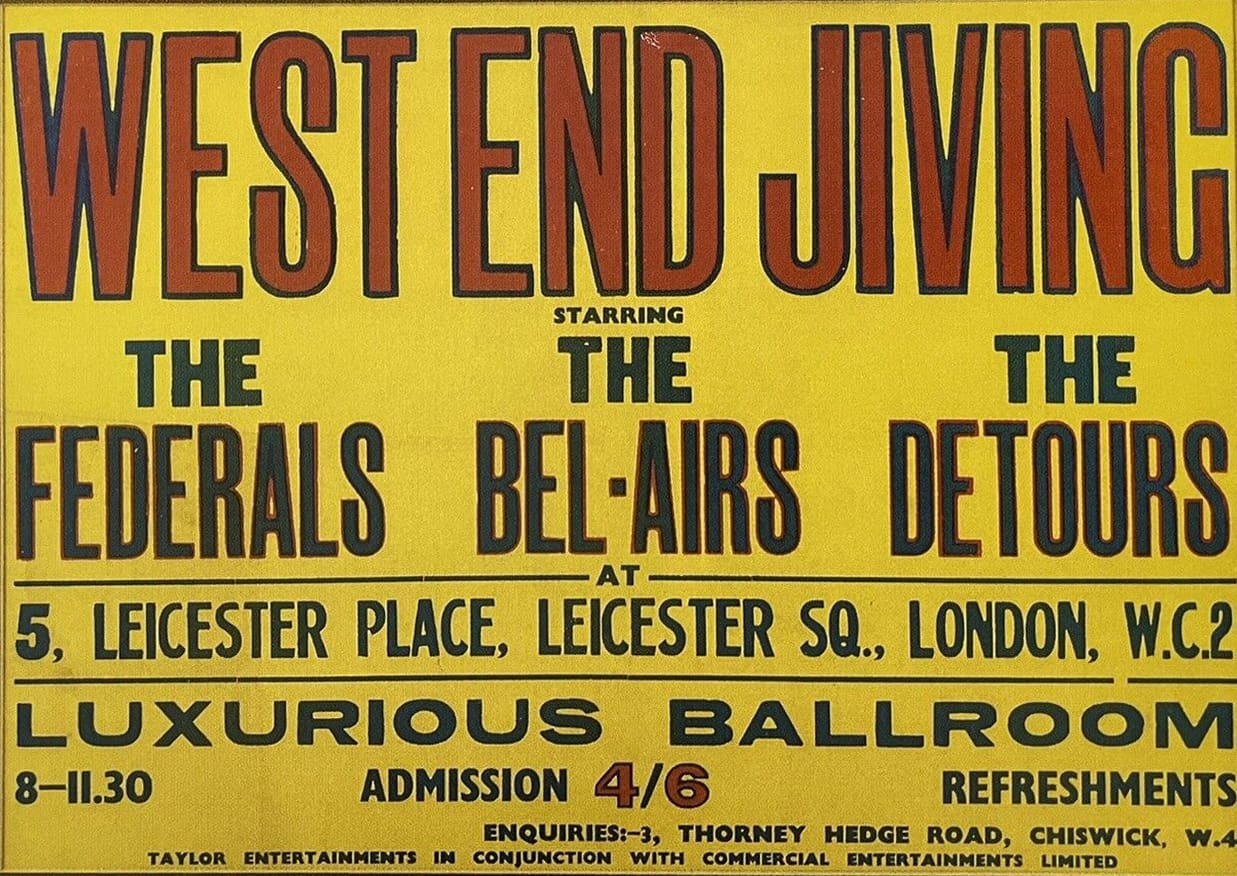 WEST END JIVING
STARRING
THE THE THE
FEDERALS BEL-AIRS DETOURS
AT
5, LEICESTER PLACE, LEICESTER SQ., LONDON, W.C.2
LUXURIOUS BALLROOM
8–11.30 ADMISSION 4/6 REFRESHMENTS
ENQUIRIES:–3, THORNEY HEDGE ROAD, CHISWICK, W.4
TAYLOR ENTERTAINMENTS IN CONJUNCTION WITH COMMERCIAL ENTERTAINMENTS LIMITED